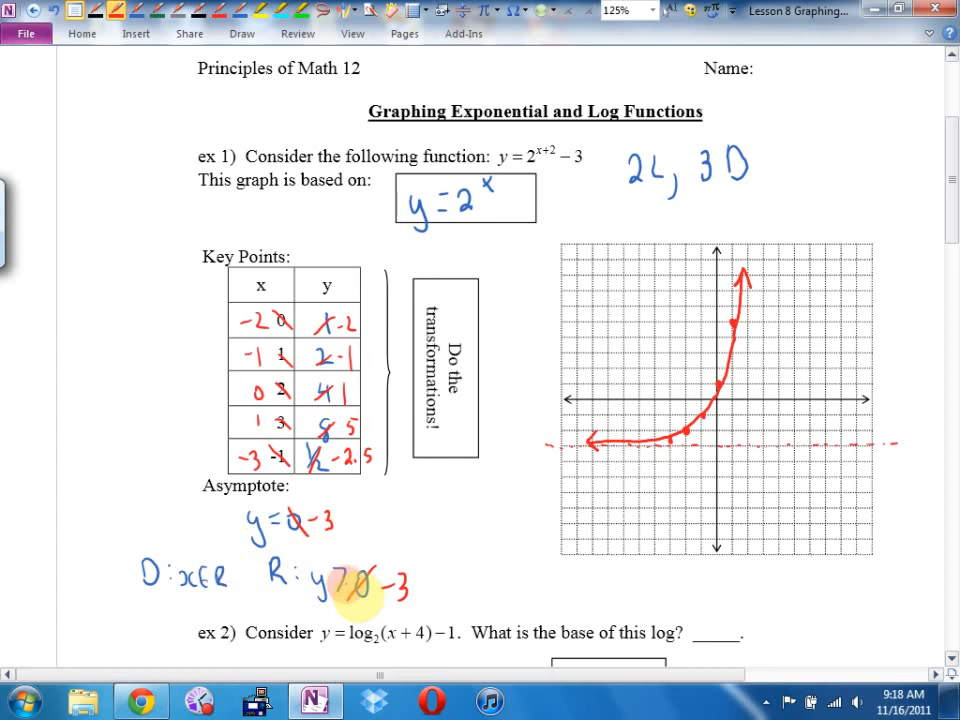 125%
Lesson 8 Graphing...
File Home Insert Share Draw Review View Pages Add-Ins
Principles of Math 12 Name:
Graphing Exponential and Log Functions
ex 1) Consider the following function: y = 2^{x+2} − 3
2L, 3D
This graph is based on:
y = 2^x
Key Points:
x y
-2 0 1 -2
-1 1 2 -1
0 2 4 1
1 3 8 5
-3 -1 1/2 -2.5
Do the
transformations!
Asymptote:
y = 0 -3
D: x∈R R: y > 0 -3
ex 2) Consider y = log₂(x + 4) − 1. What is the base of this log? _____.
9:18 AM
11/16/2011